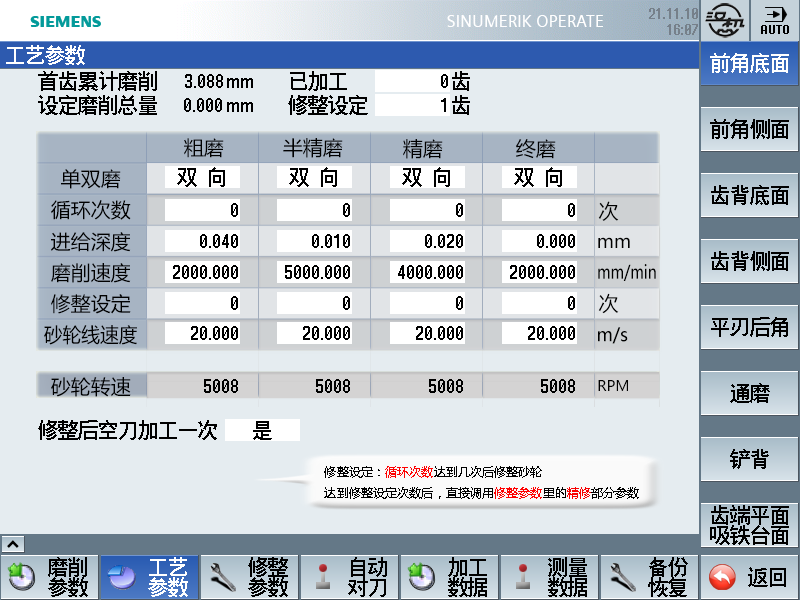 SIEMENS
SINUMERIK OPERATE
21.11.10
16:07
AUTO
工艺参数
首齿累计磨削 3.088mm 已加工 0齿
设定磨削总量 0.000mm 修整设定 1齿
粗磨 半精磨 精磨 终磨
单双磨 双向 双向 双向 双向
循环次数 0 0 0 0 次
进给深度 0.040 0.010 0.020 0.000 mm
磨削速度 2000.000 5000.000 4000.000 2000.000 mm/min
修整设定 0 0 0 0 次
砂轮线速度 20.000 20.000 20.000 20.000 m/s
砂轮转速 5008 5008 5008 5008 RPM
修整后空刀加工一次 是
修整设定：循环次数达到几次后修整砂轮
达到修整设定次数后，直接调用修整参数里的精修部分参数
前角底面
前角侧面
齿背底面
齿背侧面
平刃后角
通磨
铲背
齿端平面
吸铁台面
磨削
参数
工艺
参数
修整
参数
自动
对刀
加工
数据
测量
数据
备份
恢复
返回